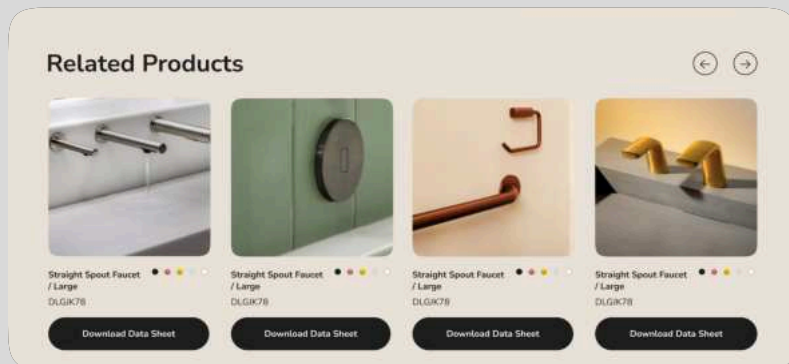 Related Products
Straight Spout Faucet
/ Large
DLGJK78
Download Data Sheet
Straight Spout Faucet
/ Large
DLGJK78
Download Data Sheet
Straight Spout Faucet
/ Large
DLGJK78
Download Data Sheet
Straight Spout Faucet
/ Large
DLGJK78
Download Data Sheet